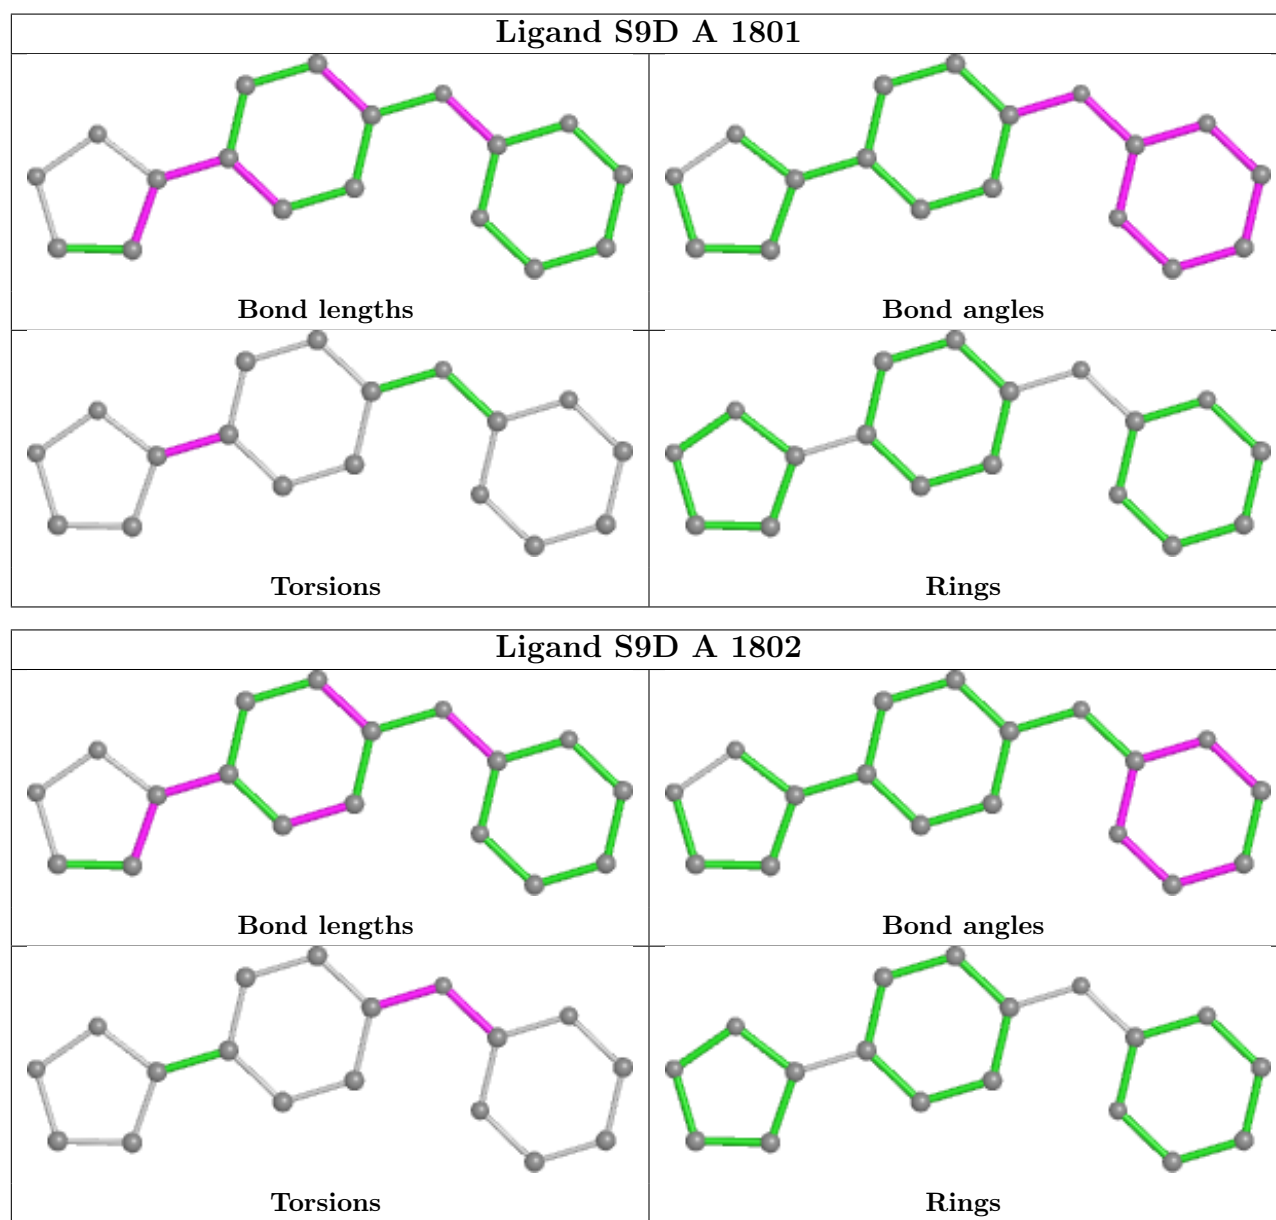 Ligand S9D A 1801
Bond lengths
Bond angles
Torsions
Rings
Ligand S9D A 1802
Bond lengths
Bond angles
Torsions
Rings